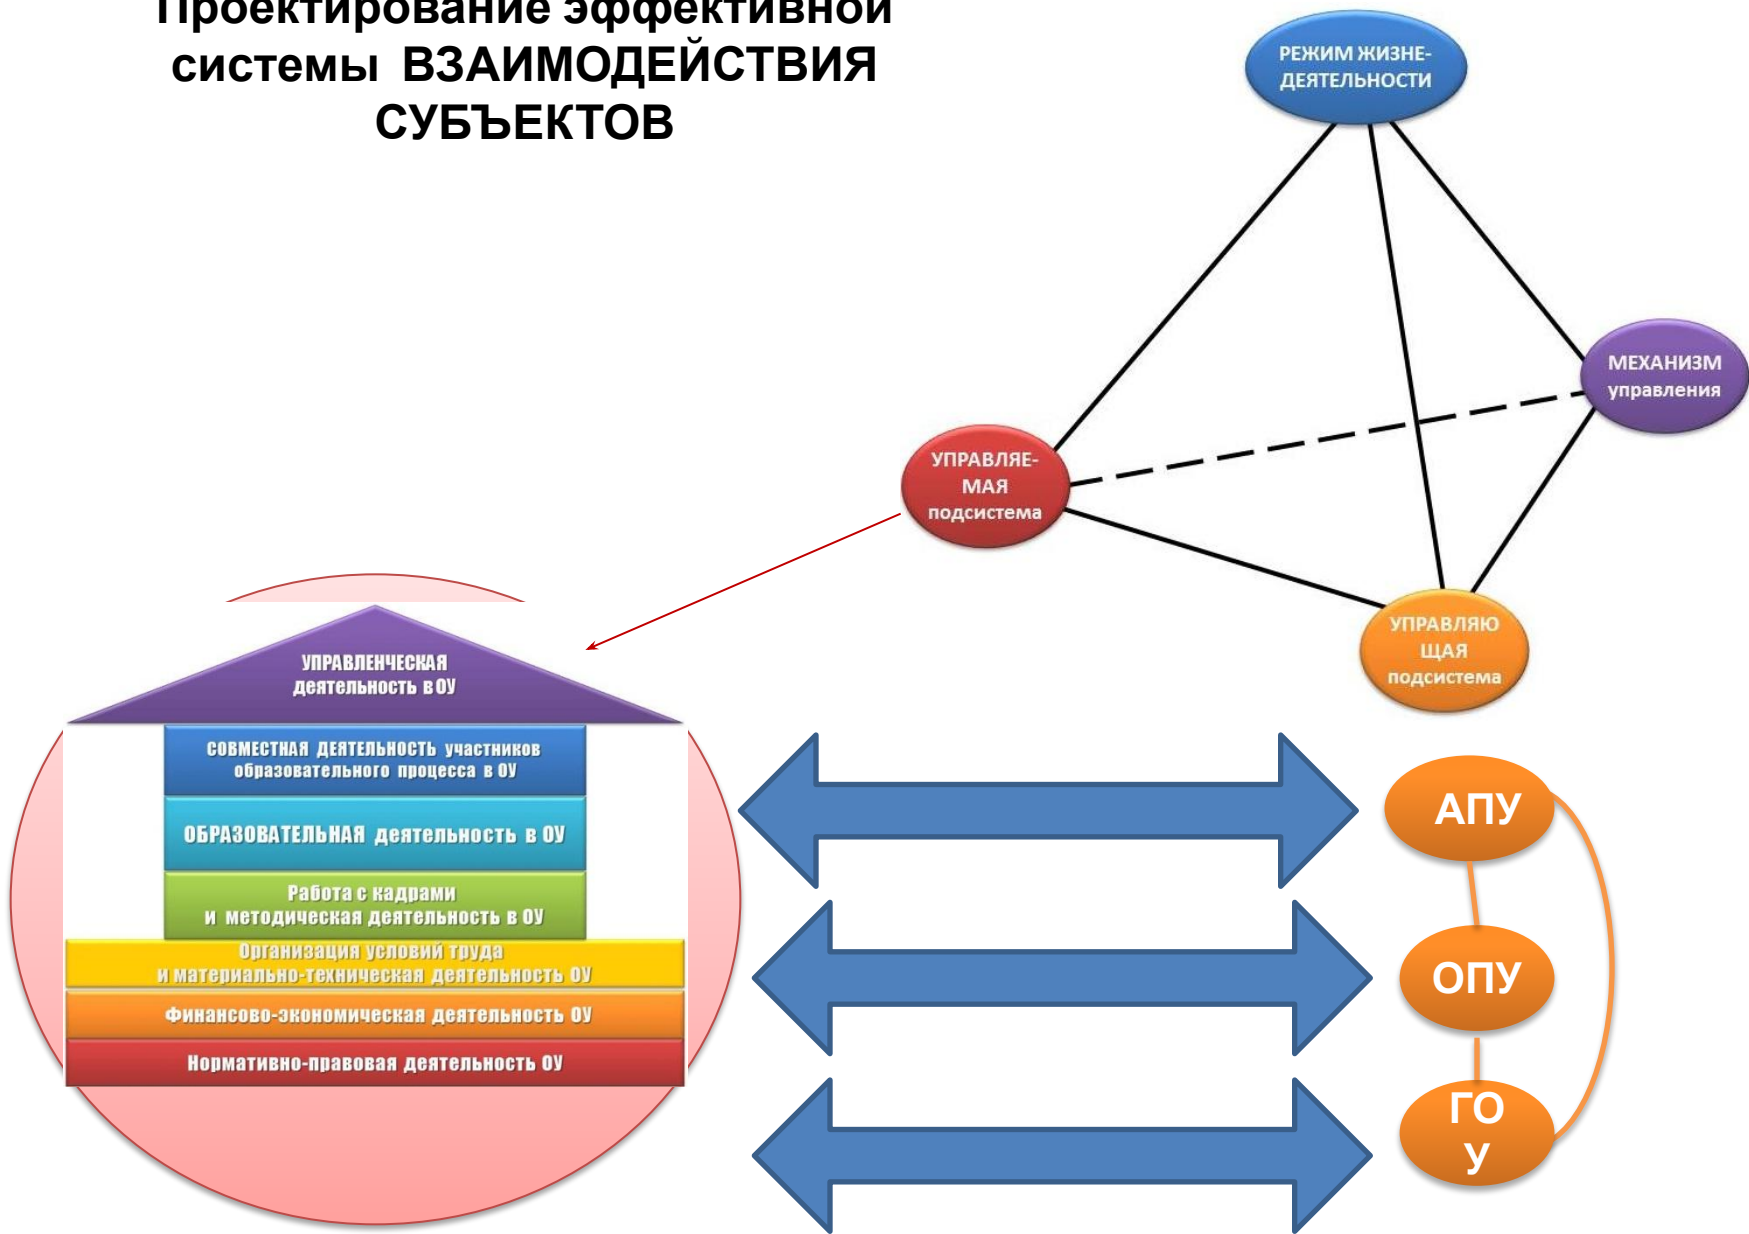 Проектирование эффективной
системы ВЗАИМОДЕЙСТВИЯ
СУБЪЕКТОВ
РЕЖИМ ЖИЗНЕ-
ДЕЯТЕЛЬНОСТИ
МЕХАНИЗМ
управления
УПРАВЛЯЕ-
МАЯ
подсистема
УПРАВЛЯЮ
ЩАЯ
подсистема
УПРАВЛЕНЧЕСКАЯ
деятельность в ОУ
СОВМЕСТНАЯ ДЕЯТЕЛЬНОСТЬ участников
образовательного процесса в ОУ
ОБРАЗОВАТЕЛЬНАЯ деятельность в ОУ
Работа с кадрами
и методическая деятельность в ОУ
Организация условий труда
и материально-техническая деятельность ОУ
Финансово-экономическая деятельность ОУ
Нормативно-правовая деятельность ОУ
АПУ
ОПУ
ГО
У